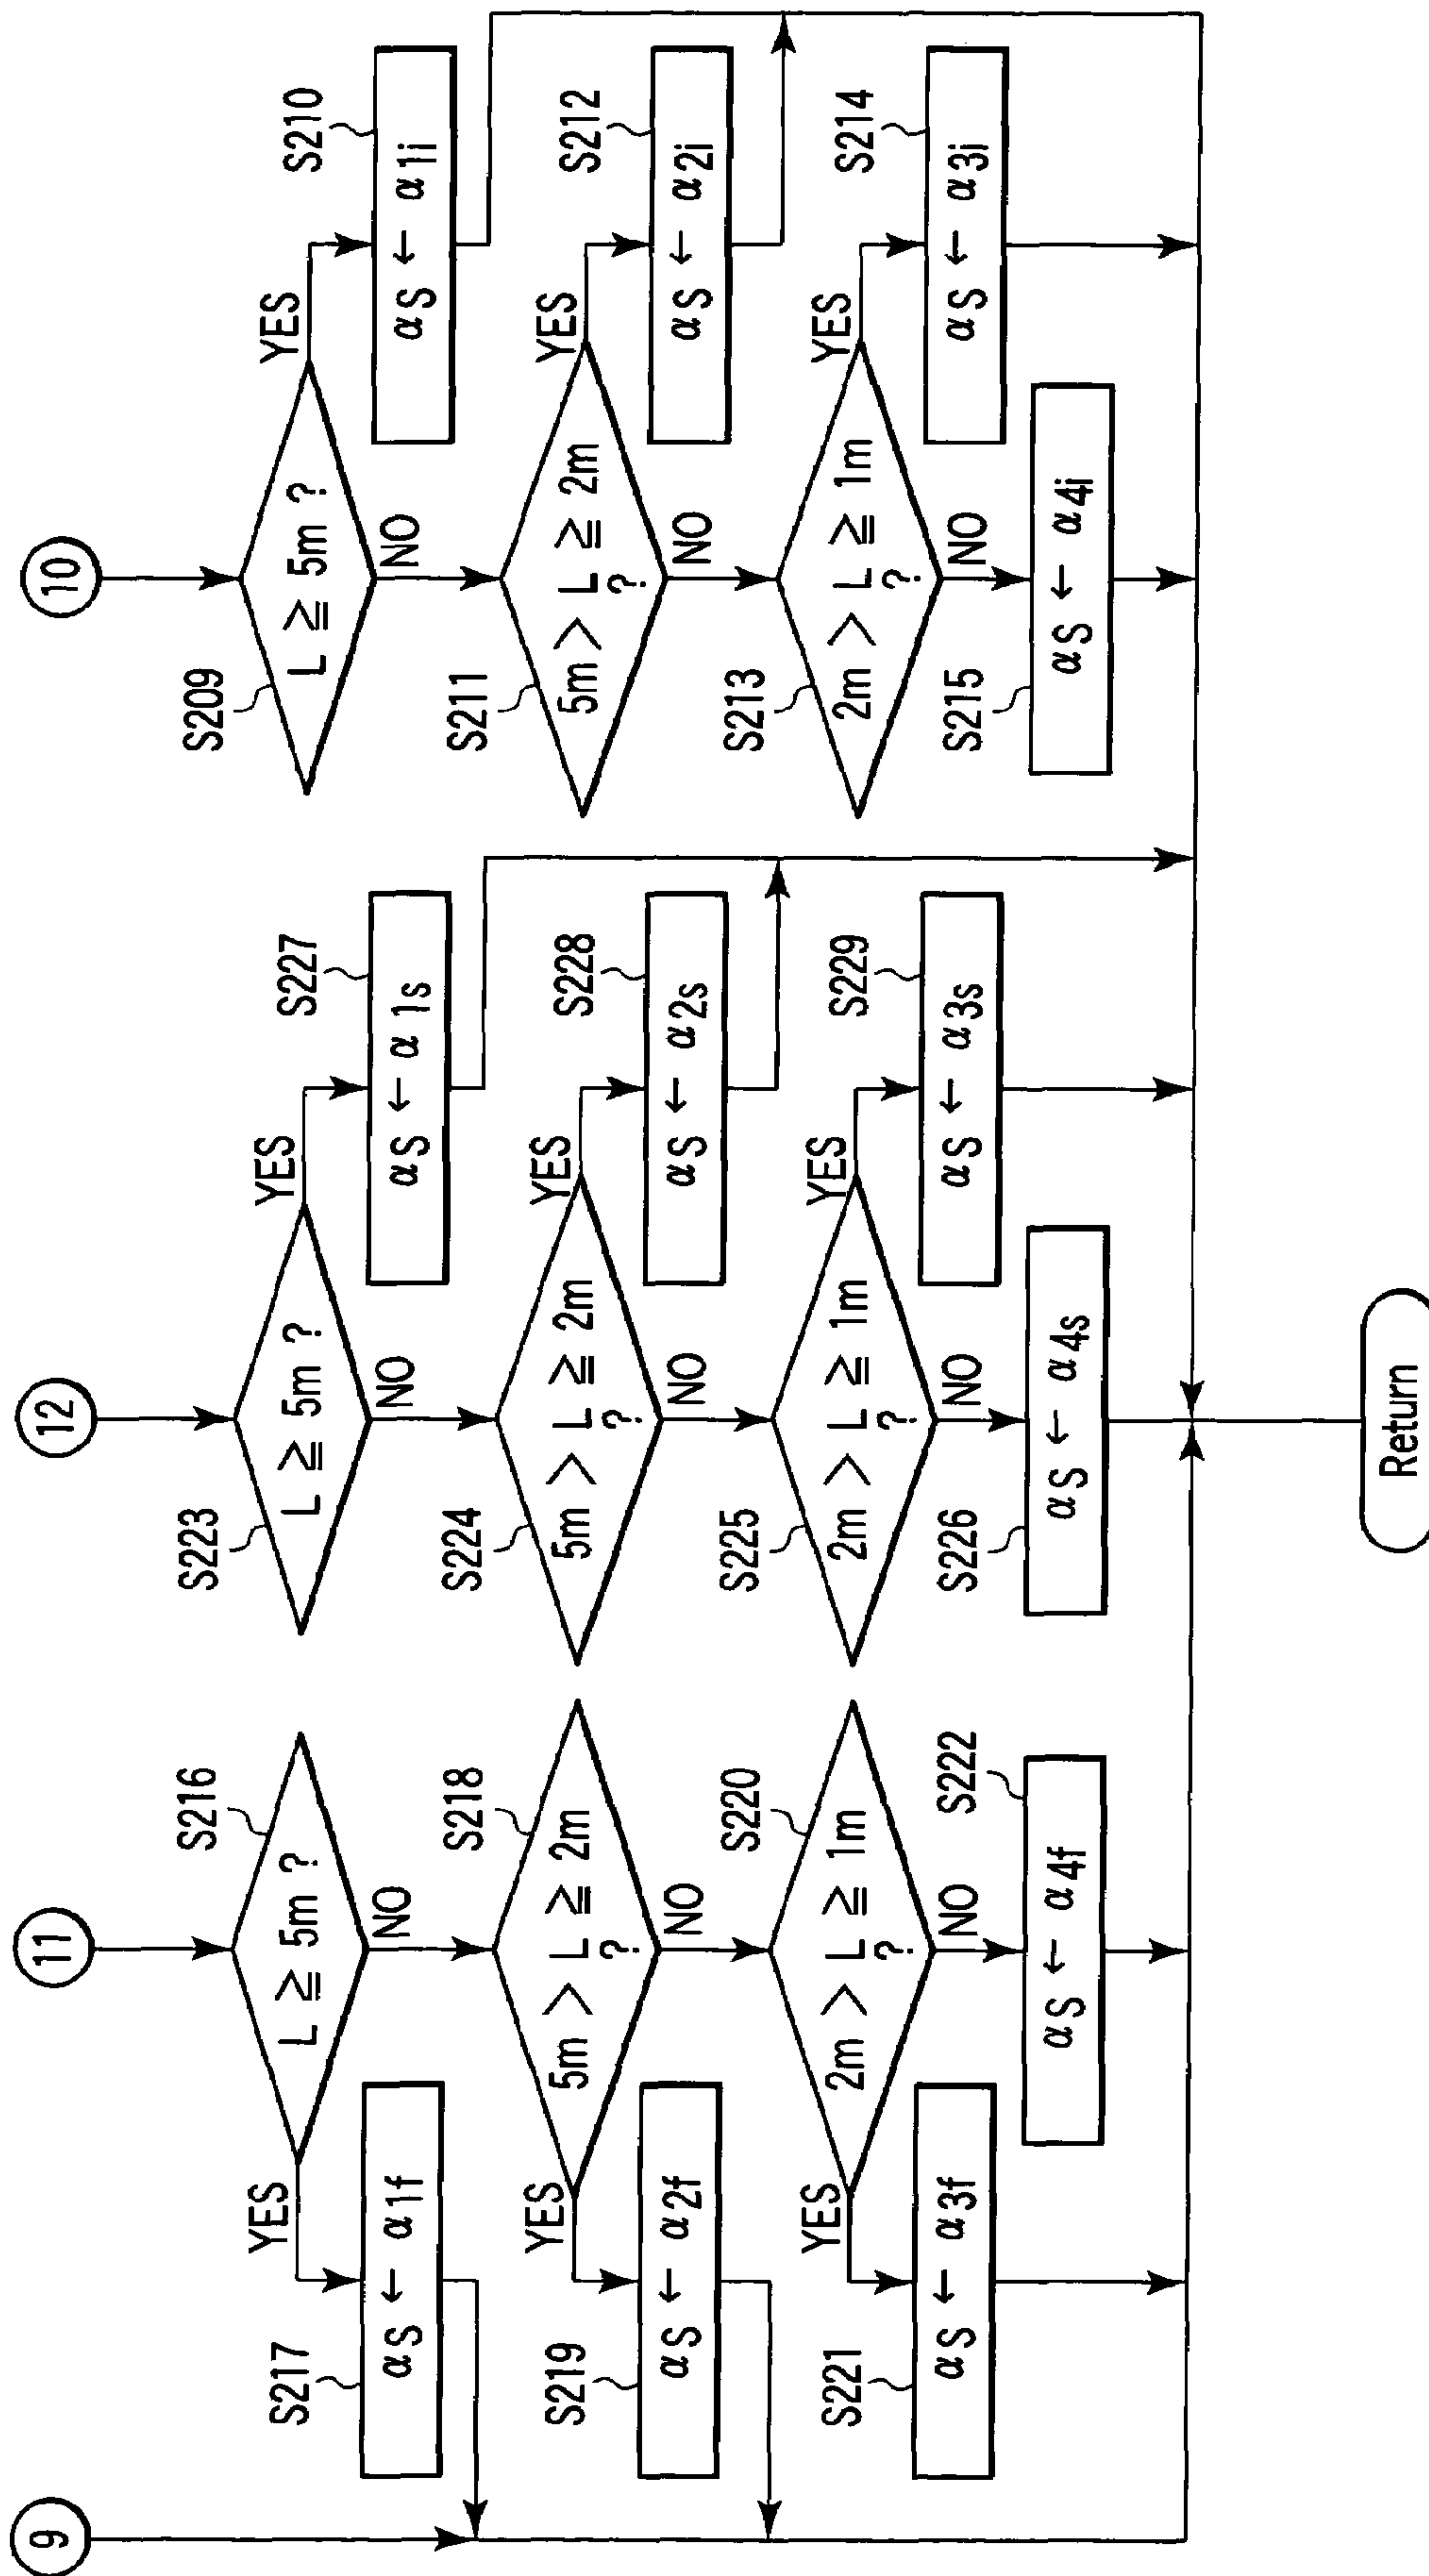 9
11
12
10
S216
L ≧ 5m ?
YES
NO
S217
αS ← α1f
S218
5m > L ≧ 2m
?
YES
NO
S219
αS ← α2f
S220
2m > L ≧ 1m
?
YES
NO
S221
αS ← α3f
S222
αS ← α4f
S223
L ≧ 5m ?
YES
NO
S227
αS ← α1s
S224
5m > L ≧ 2m
?
YES
NO
S228
αS ← α2s
S225
2m > L ≧ 1m
?
YES
NO
S229
αS ← α3s
S226
αS ← α4s
S209
L ≧ 5m ?
YES
NO
S210
αS ← α1i
S211
5m > L ≧ 2m
?
YES
NO
S212
αS ← α2i
S213
2m > L ≧ 1m
?
YES
NO
S214
αS ← α3i
S215
αS ← α4i
Return